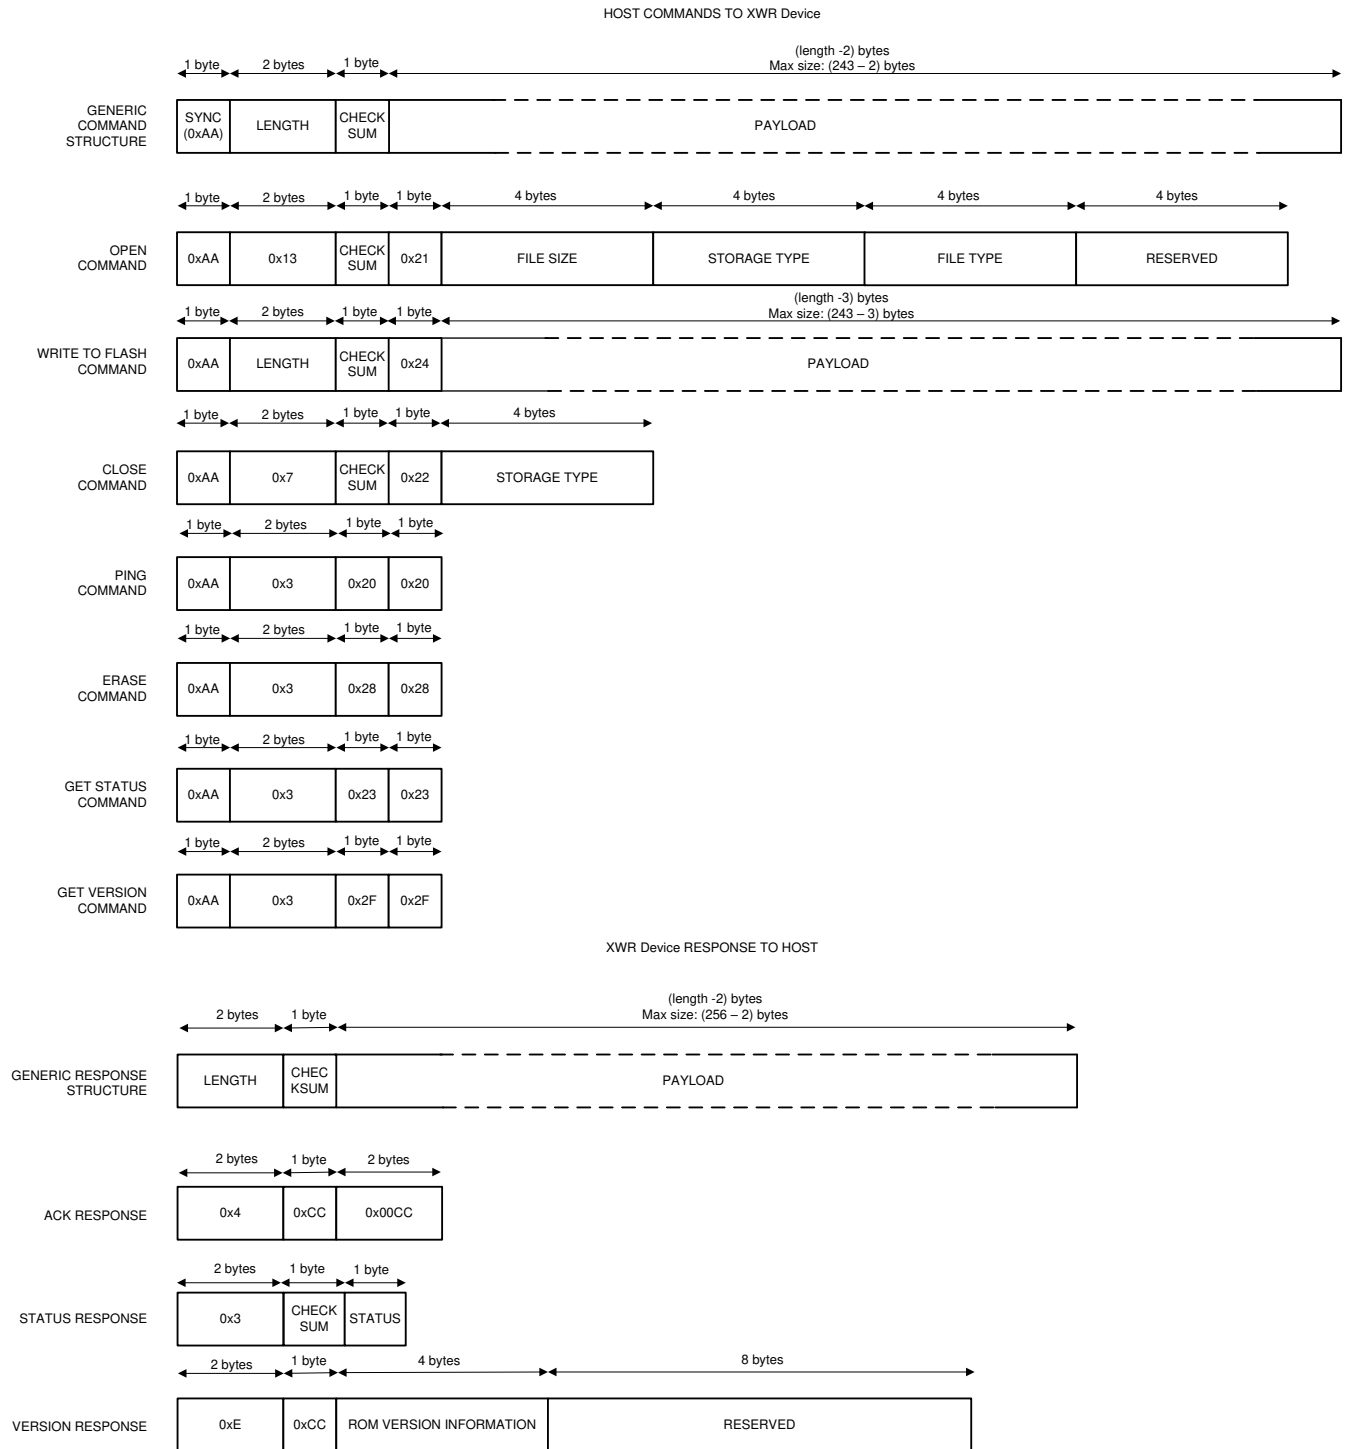 HOST COMMANDS TO XWR Device
(length -2) bytes
1 byte 2 bytes 1 byte Max size: (243 – 2) bytes
GENERIC
COMMAND
STRUCTURE
SYNC
(0xAA)
LENGTH
CHECK
SUM
PAYLOAD
1 byte 2 bytes 1 byte 1 byte 4 bytes 4 bytes 4 bytes 4 bytes
OPEN
COMMAND
0xAA 0x13
CHECK
SUM
0x21 FILE SIZE STORAGE TYPE FILE TYPE RESERVED
(length -3) bytes
1 byte 2 bytes 1 byte 1 byte Max size: (243 – 3) bytes
WRITE TO FLASH
COMMAND
0xAA LENGTH
CHECK
SUM
0x24 PAYLOAD
1 byte 2 bytes 1 byte 1 byte 4 bytes
CLOSE
COMMAND
0xAA 0x7
CHECK
SUM
0x22 STORAGE TYPE
1 byte 2 bytes 1 byte 1 byte
PING
COMMAND
0xAA 0x3 0x20 0x20
1 byte 2 bytes 1 byte 1 byte
ERASE
COMMAND
0xAA 0x3 0x28 0x28
1 byte 2 bytes 1 byte 1 byte
GET STATUS
COMMAND
0xAA 0x3 0x23 0x23
1 byte 2 bytes 1 byte 1 byte
GET VERSION
COMMAND
0xAA 0x3 0x2F 0x2F
XWR Device RESPONSE TO HOST
(length -2) bytes
2 bytes 1 byte Max size: (256 – 2) bytes
GENERIC RESPONSE
STRUCTURE
LENGTH
CHEC
KSUM
PAYLOAD
2 bytes 1 byte 2 bytes
ACK RESPONSE 0x4 0xCC 0x00CC
2 bytes 1 byte 1 byte
STATUS RESPONSE 0x3
CHECK
SUM
STATUS
2 bytes 1 byte 4 bytes 8 bytes
VERSION RESPONSE 0xE 0xCC ROM VERSION INFORMATION RESERVED